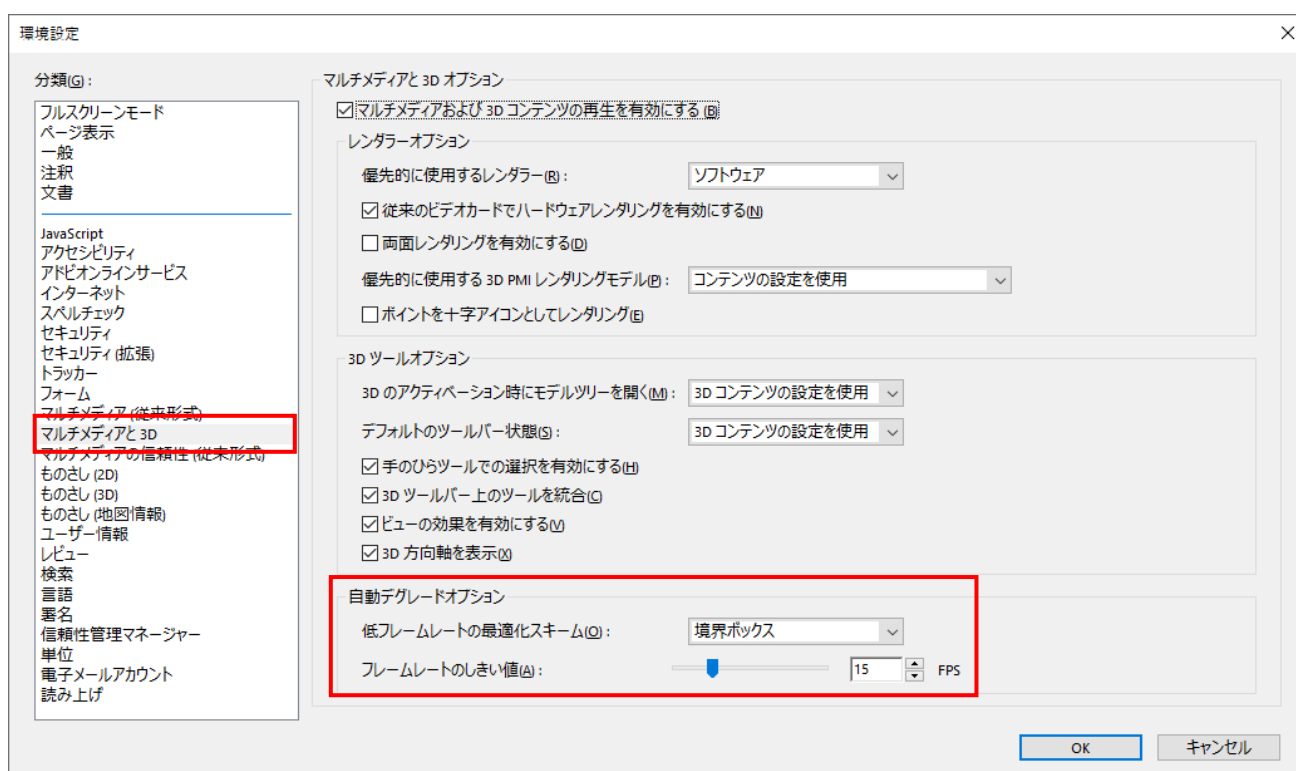 環境設定
分類(G):
フルスクリーンモード
ページ表示
一般
注釈
文書
JavaScript
アクセシビリティ
アドビオンラインサービス
インターネット
スペルチェック
セキュリティ
セキュリティ (拡張)
トラッカー
フォーム
マルチメディア (従来形式)
マルチメディアと 3D
マルチメディアの信頼性 (従来形式)
ものさし (2D)
ものさし (3D)
ものさし (地図情報)
ユーザー情報
レビュー
検索
言語
署名
信頼性管理マネージャー
単位
電子メールアカウント
読み上げ
マルチメディアと 3D オプション
マルチメディアおよび 3D コンテンツの再生を有効にする (B)
レンダラーオプション
優先的に使用するレンダラー(R): ソフトウェア
従来のビデオカードでハードウェアレンダリングを有効にする(N)
両面レンダリングを有効にする(D)
優先的に使用する 3D PMI レンダリングモデル(P): コンテンツの設定を使用
ポイントを十字アイコンとしてレンダリング(E)
3D ツールオプション
3D のアクティベーション時にモデルツリーを開く(M): 3D コンテンツの設定を使用
デフォルトのツールバー状態(S): 3D コンテンツの設定を使用
手のひらツールでの選択を有効にする(H)
3D ツールバー上のツールを統合(C)
ビューの効果を有効にする(V)
3D 方向軸を表示(X)
自動デグレードオプション
低フレームレートの最適化スキーム(O): 境界ボックス
フレームレートのしきい値(A): 15 FPS
OK キャンセル